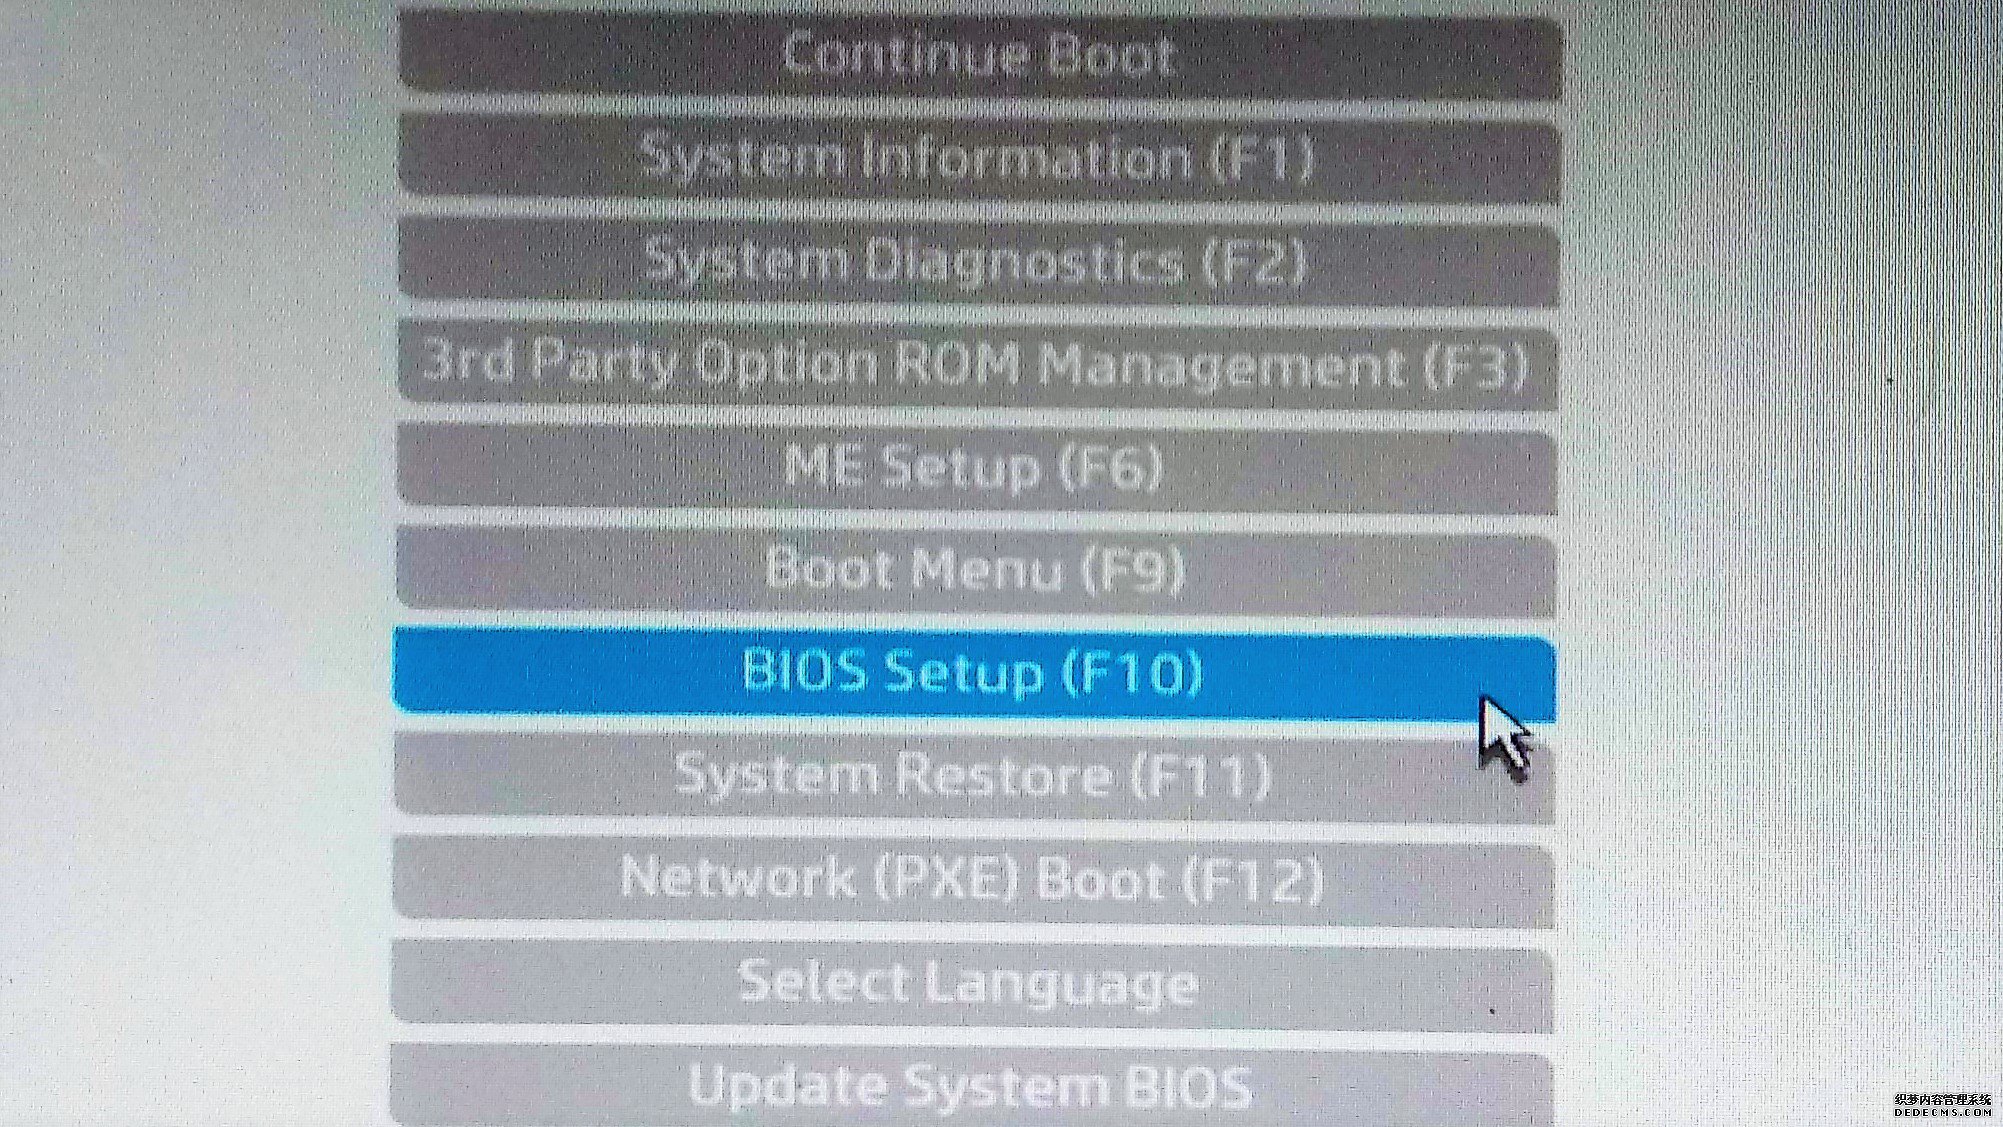 Continue Boot
System Information (F1)
System Diagnostics (F2)
3rd Party Option ROM Management (F3)
ME Setup (F6)
Boot Menu (F9)
BIOS Setup (F10)
System Restore (F11)
Network (PXE) Boot (F12)
Select Language
Update System BIOS
织梦内容管理系统
DEDECMS.COM